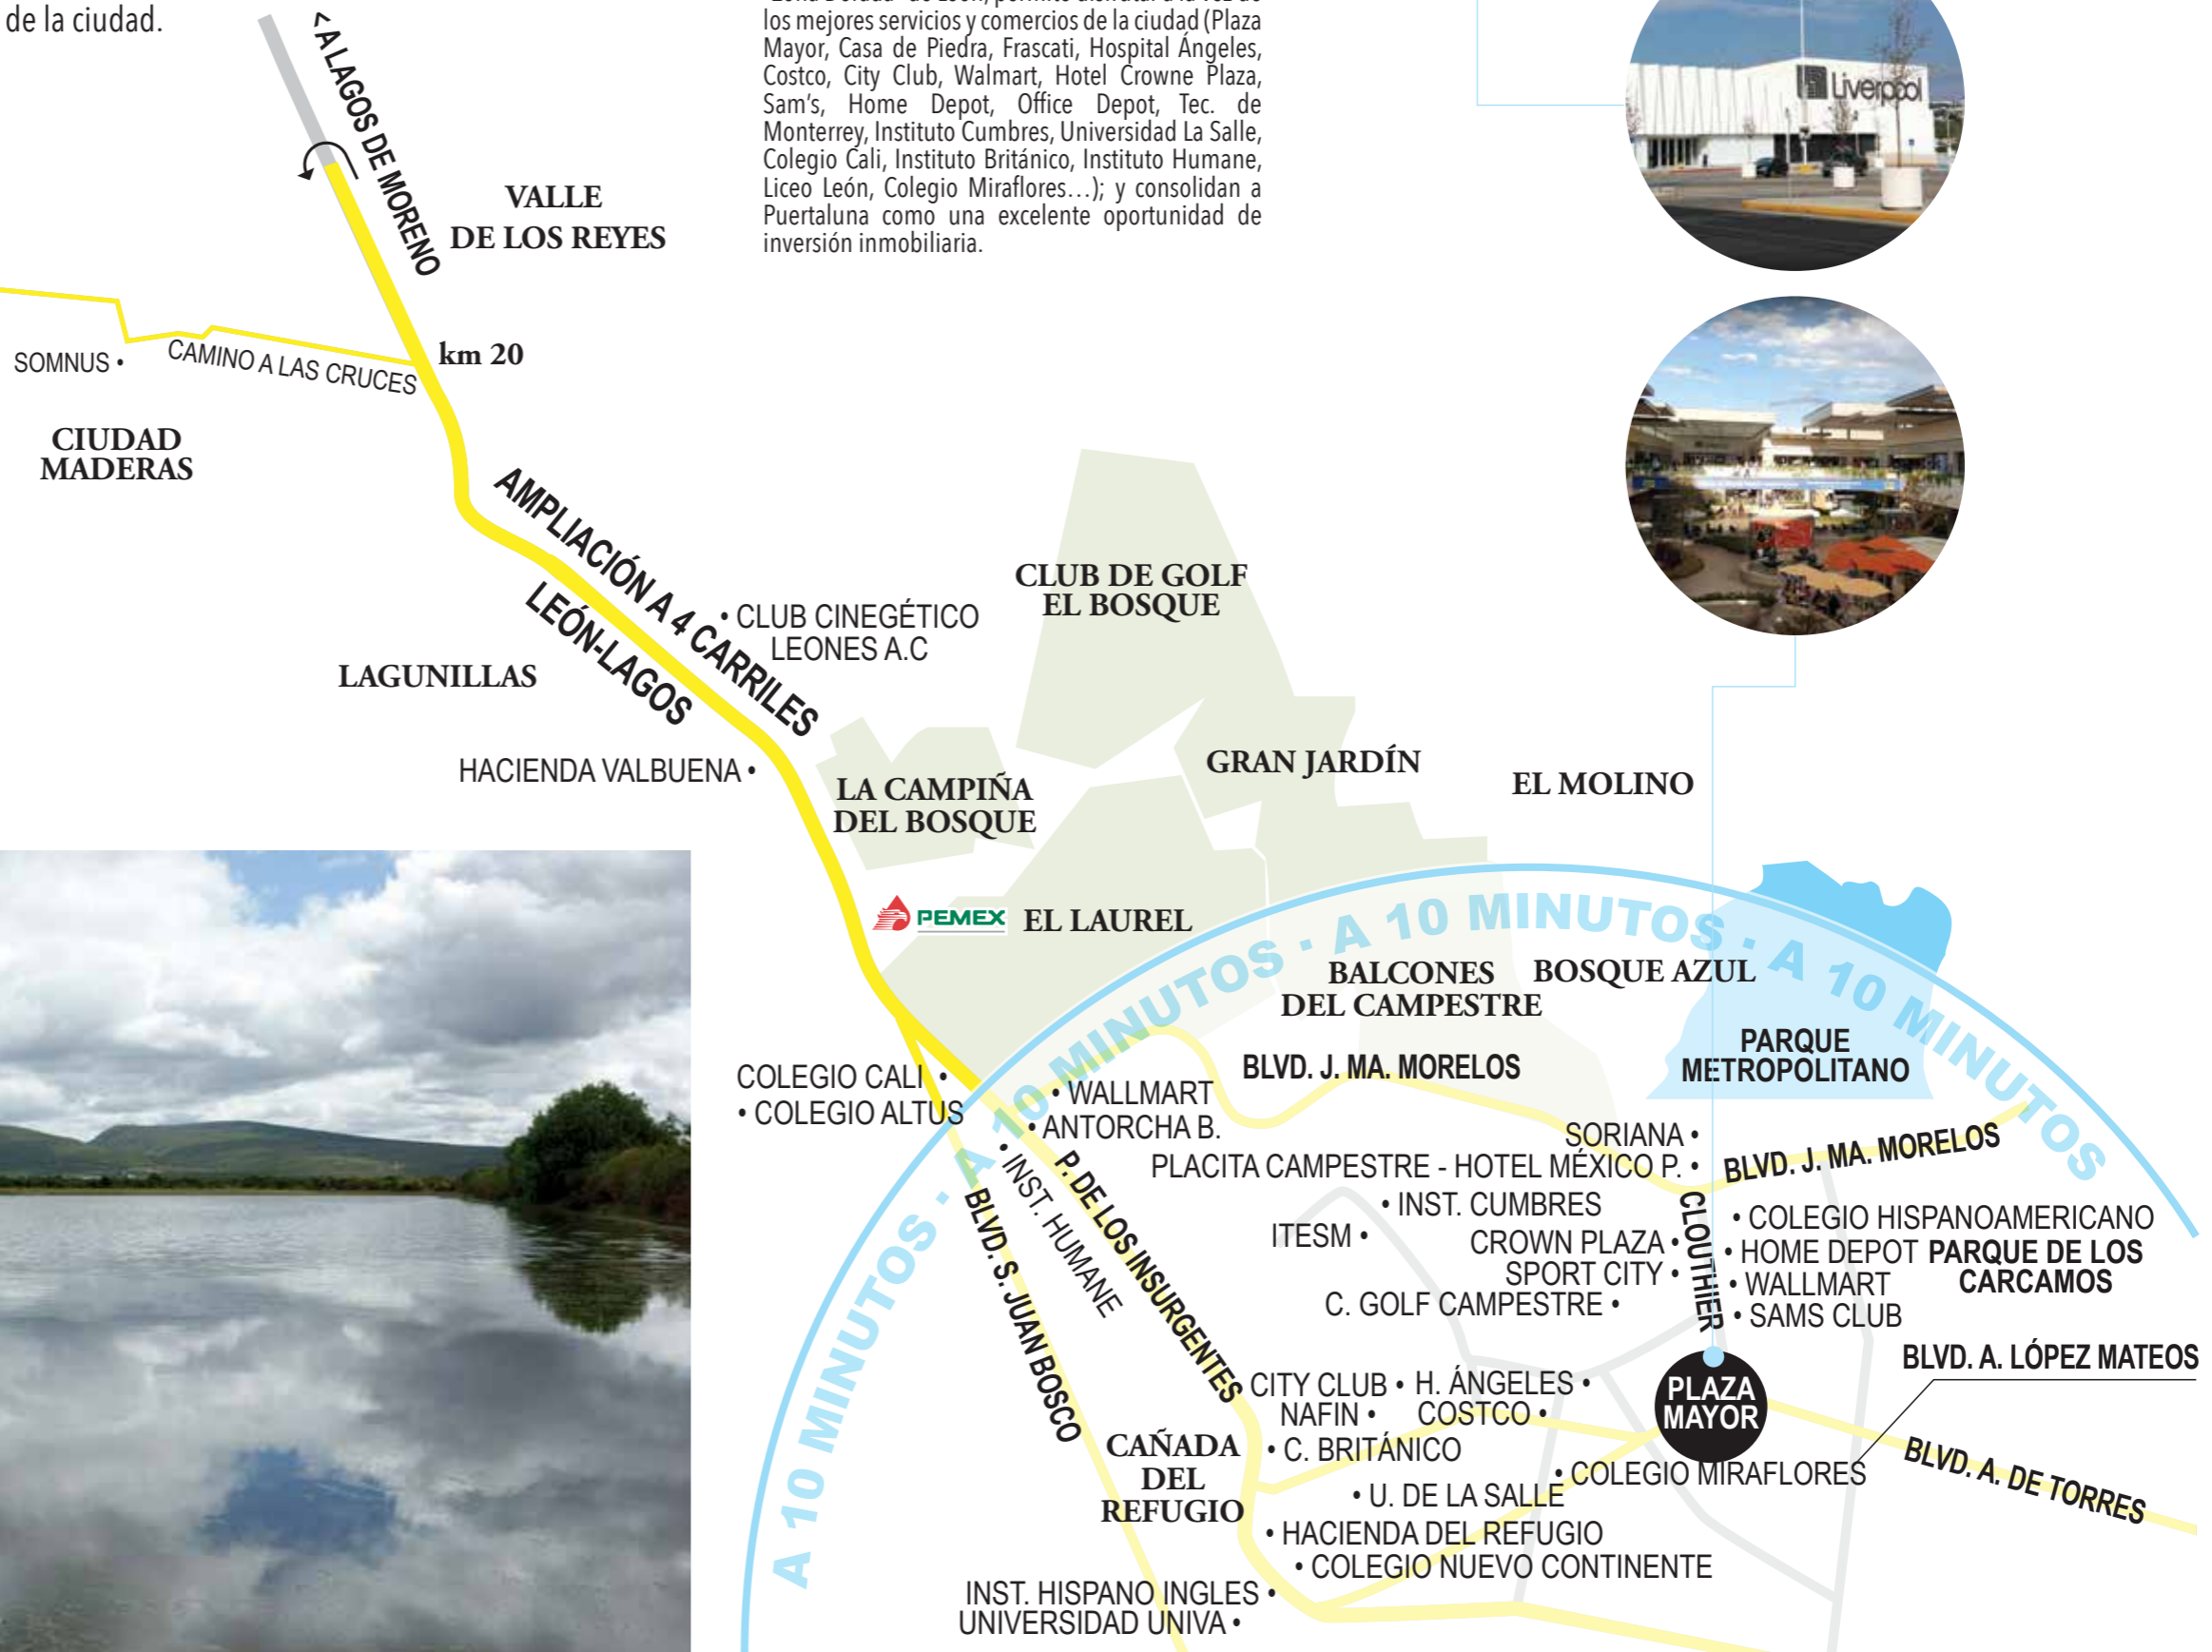 de la ciudad.
los mejores servicios y comercios de la ciudad (Plaza
Mayor, Casa de Piedra, Frascati, Hospital Ángeles,
Costco, City Club, Walmart, Hotel Crowne Plaza,
Sam's, Home Depot, Office Depot, Tec. de
Monterrey, Instituto Cumbres, Universidad La Salle,
Colegio Cali, Instituto Británico, Instituto Humane,
Liceo León, Colegio Miraflores...); y consolidan a
Puertaluna como una excelente oportunidad de
inversión inmobiliaria.
Liverpool
< A LAGOS DE MORENO
VALLE
DE LOS REYES
km 20
SOMNUS •
CAMINO A LAS CRUCES
CIUDAD
MADERAS
AMPLIACIÓN A 4 CARRILES
LEÓN-LAGOS
• CLUB CINEGÉTICO
LEONES A.C
CLUB DE GOLF
EL BOSQUE
LAGUNILLAS
HACIENDA VALBUENA •
LA CAMPIÑA
DEL BOSQUE
GRAN JARDÍN
EL MOLINO
PEMEX
EL LAUREL
A 10 MINUTOS · A 10 MINUTOS · A 10 MINUTOS · A 10 MINUTOS
BALCONES
DEL CAMPESTRE
BOSQUE AZUL
PARQUE
METROPOLITANO
BLVD. J. MA. MORELOS
COLEGIO CALI •
• COLEGIO ALTUS
• WALLMART
• ANTORCHA B.
• INST. HUMANE
P. DE LOS INSURGENTES
BLVD. S. JUAN BOSCO
SORIANA •
PLACITA CAMPESTRE - HOTEL MÉXICO P. •
BLVD. J. MA. MORELOS
• INST. CUMBRES
ITESM •
CROWN PLAZA •
SPORT CITY •
C. GOLF CAMPESTRE •
CLOUTHIER
• COLEGIO HISPANOAMERICANO
• HOME DEPOT
• WALLMART
• SAMS CLUB
PARQUE DE LOS
CARCAMOS
BLVD. A. LÓPEZ MATEOS
CITY CLUB •
H. ÁNGELES •
NAFIN •
COSTCO •
• C. BRITÁNICO
PLAZA
MAYOR
CAÑADA
DEL
REFUGIO
• COLEGIO MIRAFLORES
BLVD. A. DE TORRES
• U. DE LA SALLE
• HACIENDA DEL REFUGIO
• COLEGIO NUEVO CONTINENTE
INST. HISPANO INGLES •
UNIVERSIDAD UNIVA •